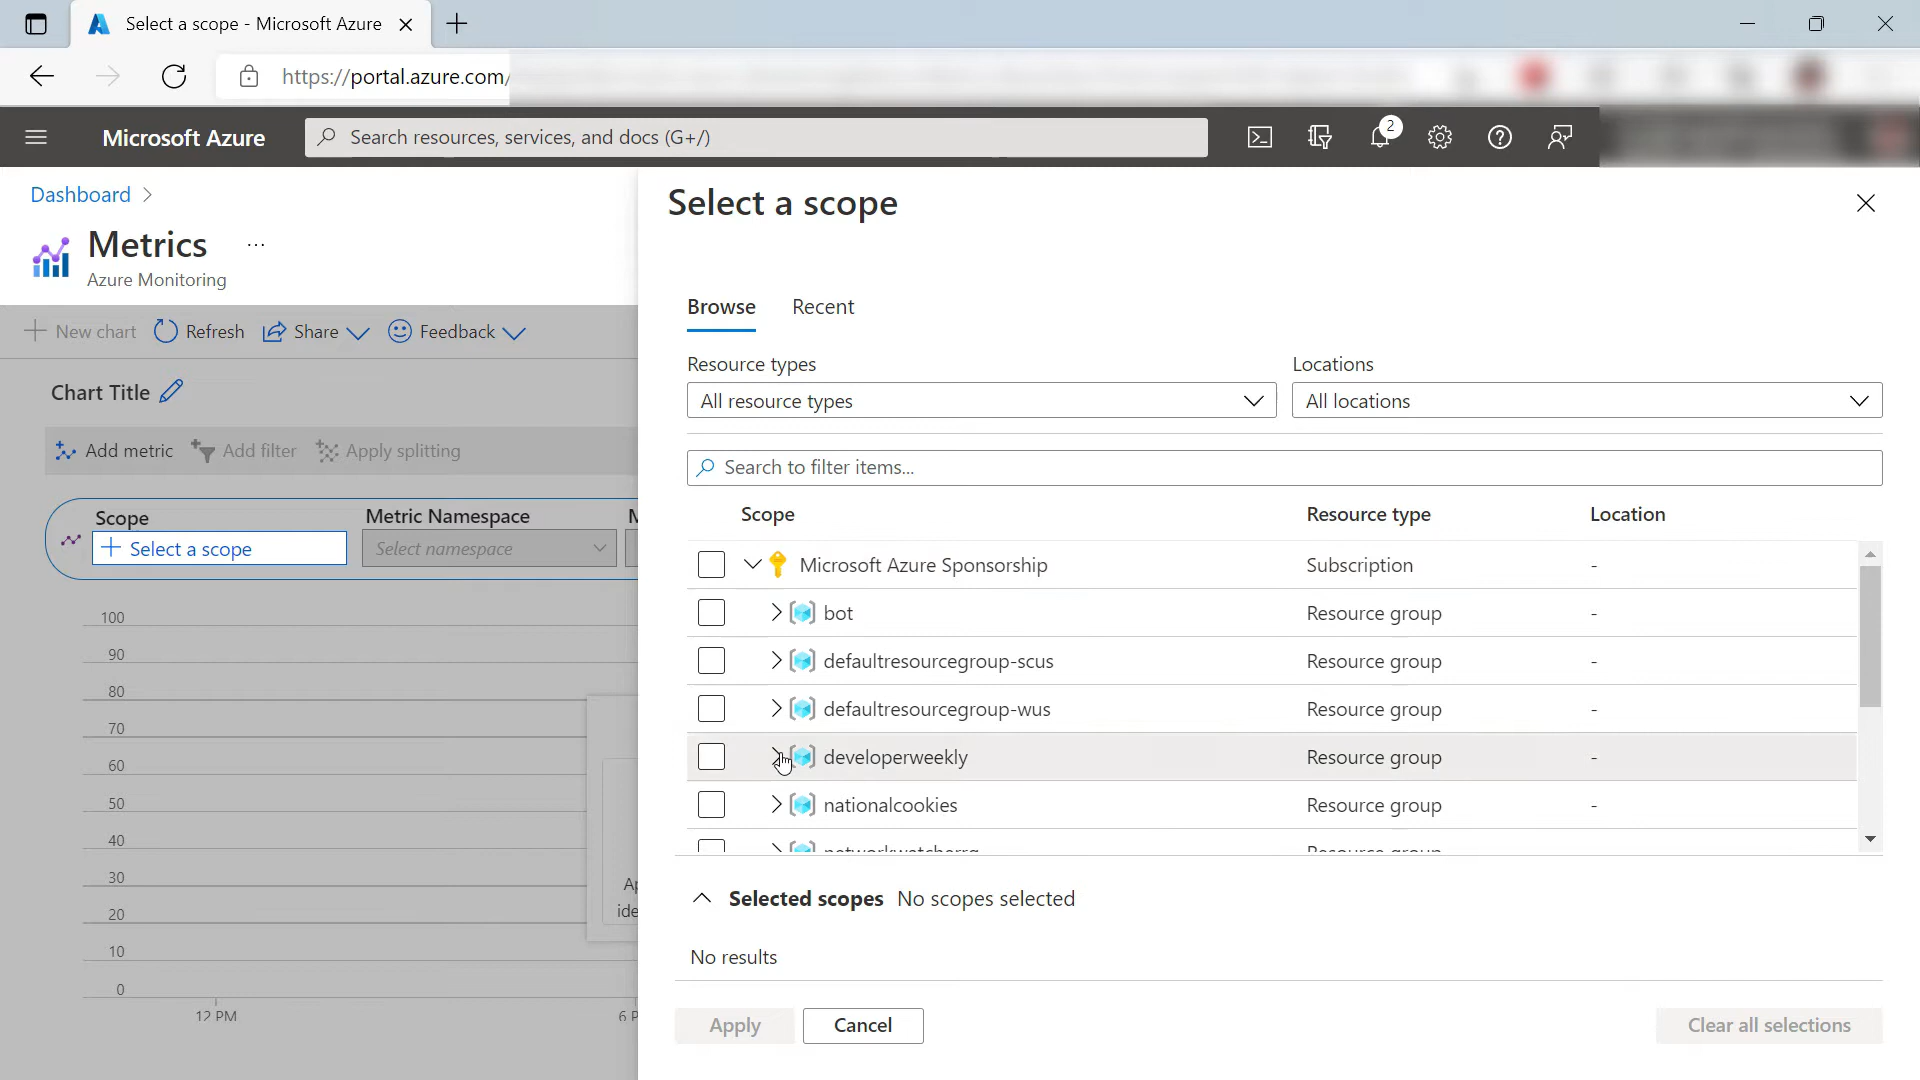 Select a scope - Microsoft Azure
https://portal.azure.com/
Microsoft Azure
Search resources, services, and docs (G+/)
2
Dashboard
Metrics
...
Azure Monitoring
New chart
Refresh
Share
Feedback
Chart Title
Add metric
Add filter
Apply splitting
Scope
Metric Namespace
Select a scope
Select namespace
100
90
80
70
60
50
40
30
20
10
0
12 PM
Select a scope
Browse
Recent
Resource types
Locations
All resource types
All locations
Search to filter items...
Scope Resource type Location
Microsoft Azure Sponsorship Subscription -
bot Resource group -
defaultresourcegroup-scus Resource group -
defaultresourcegroup-wus Resource group -
developerweekly Resource group -
nationalcookies Resource group -
Selected scopes No scopes selected
No results
Apply
Cancel
Clear all selections